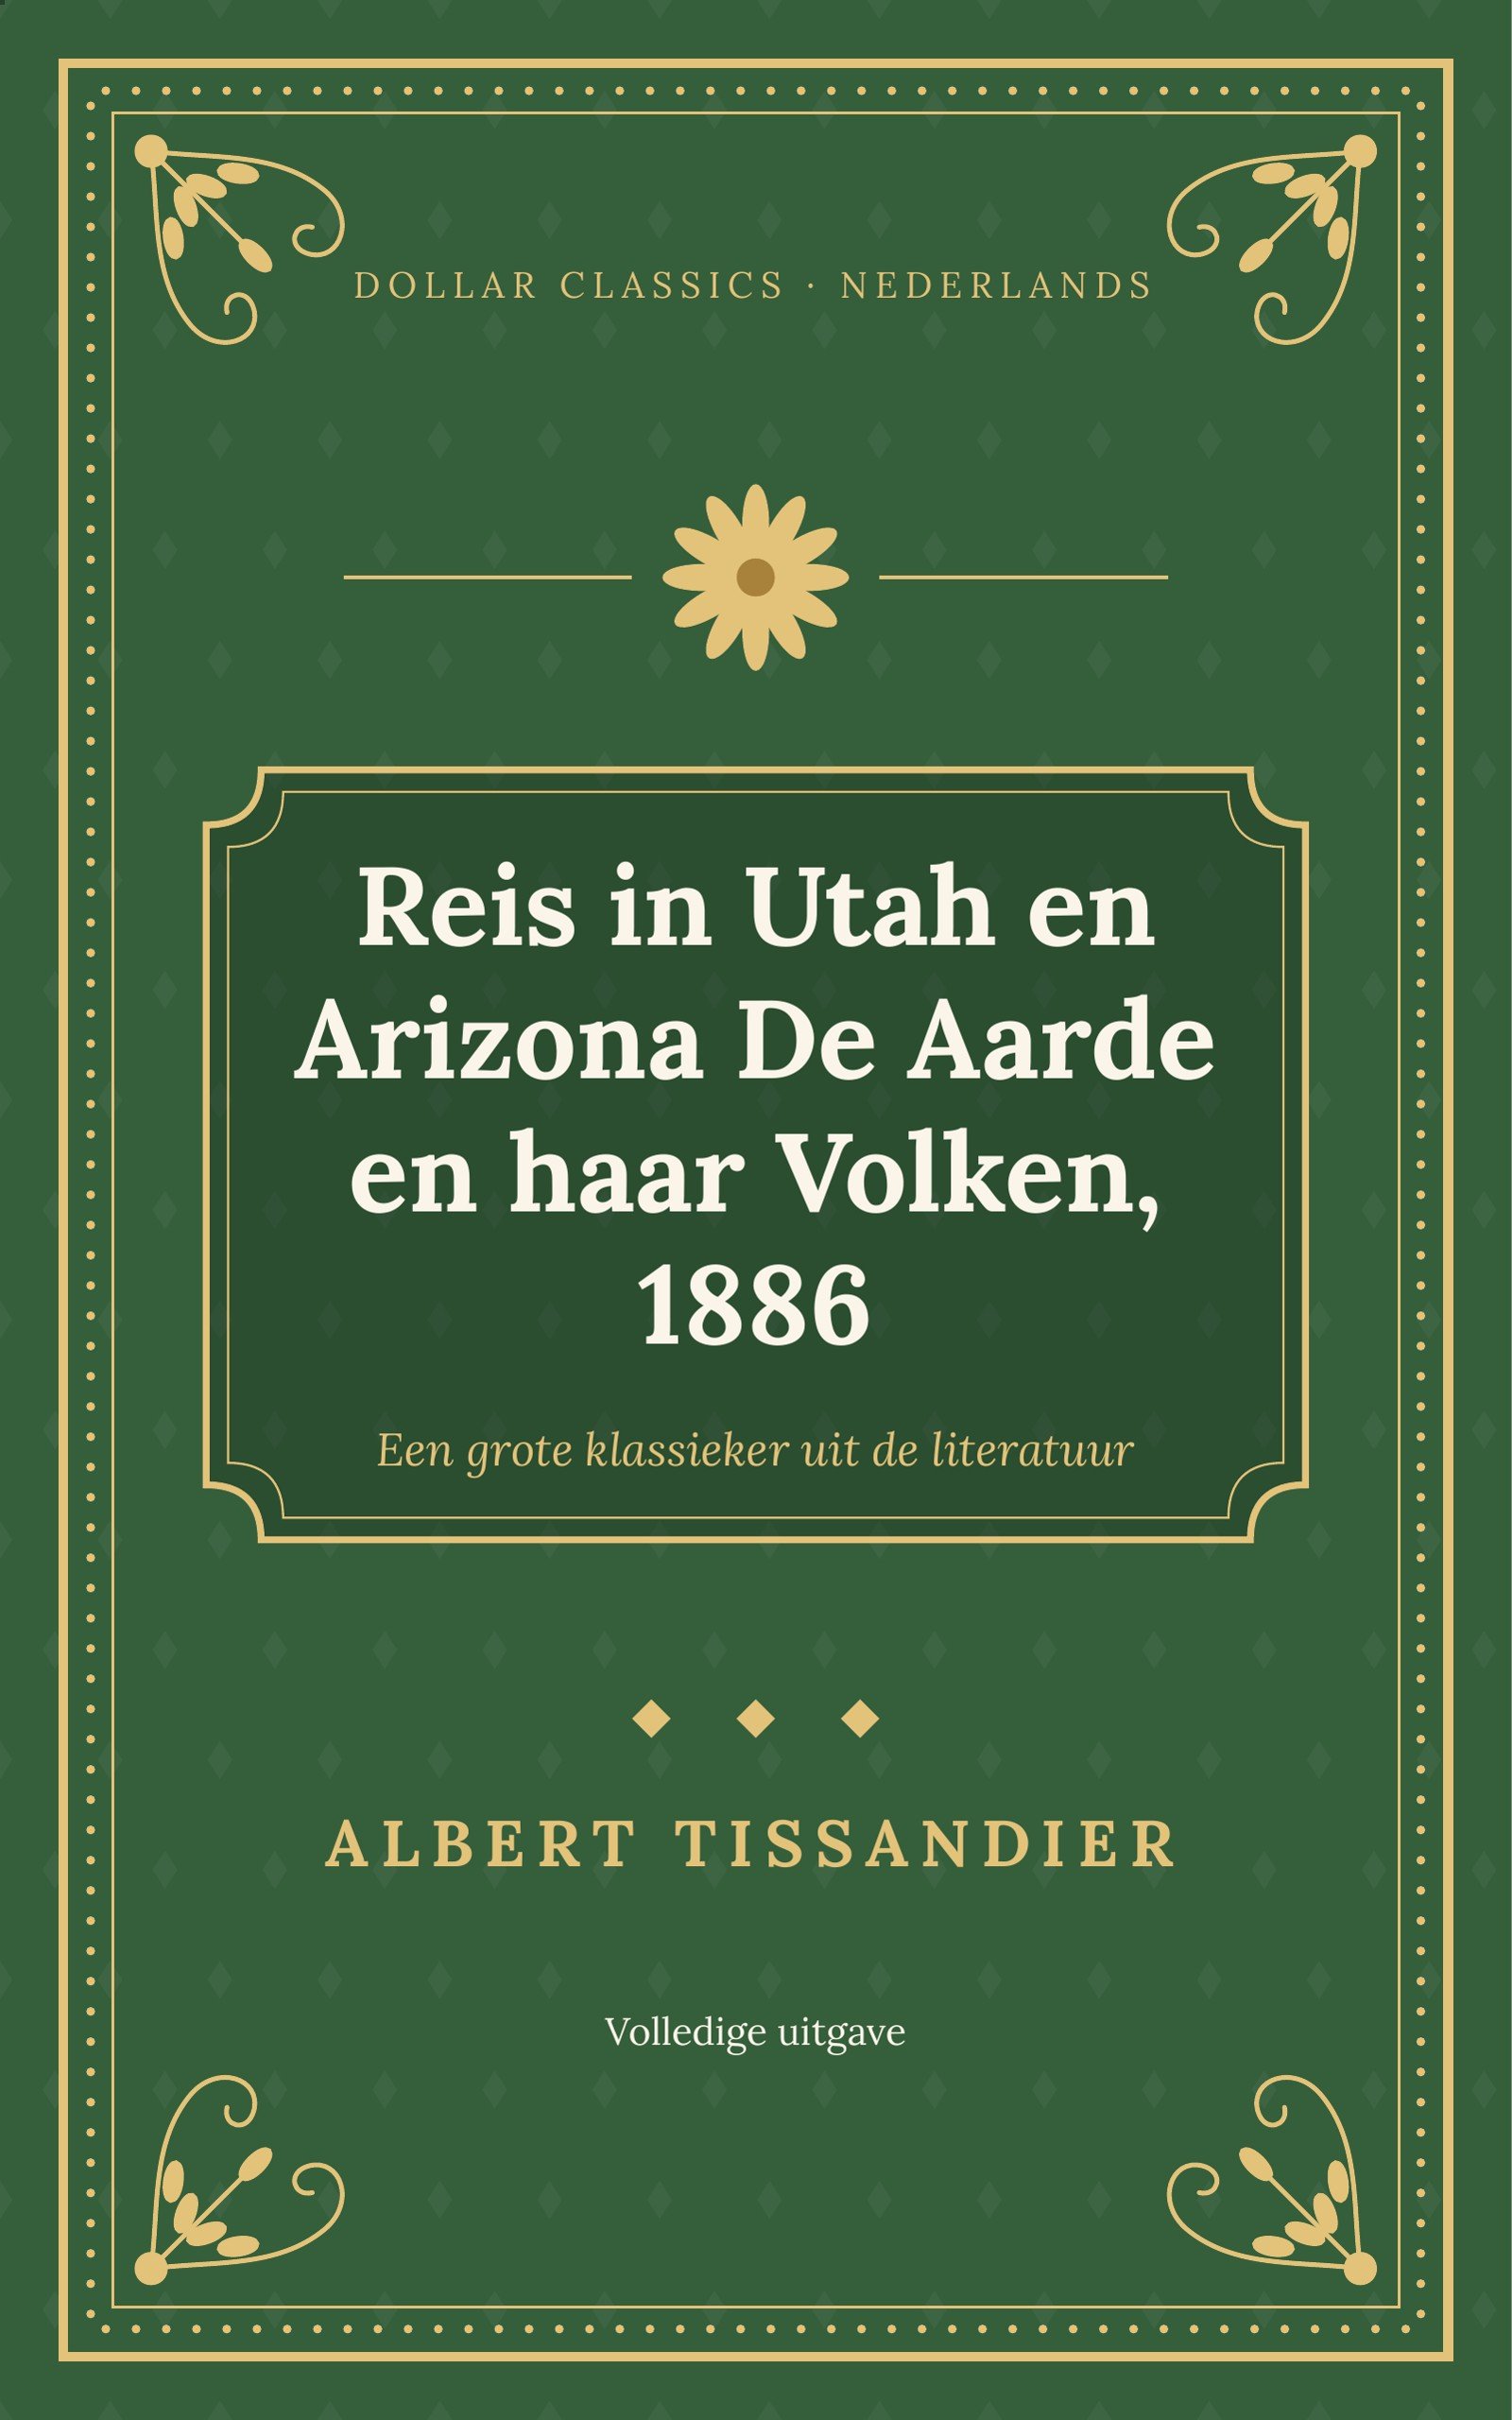 DOLLAR CLASSICS · NEDERLANDS
Reis in Utah en
Arizona De Aarde
en haar Volken,
1886
Een grote klassieker uit de literatuur
ALBERT TISSANDIER
Volledige uitgave